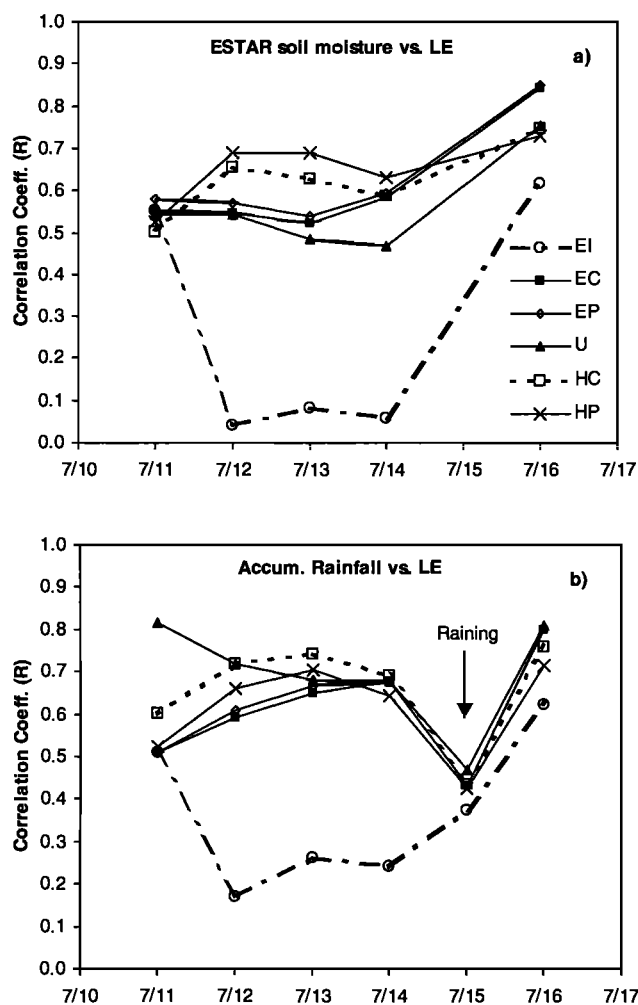 ESTAR soil moisture vs. LE
a)
Correlation Coeff. (R)
1.0
0.9
0.8
0.7
0.6
0.5
0.4
0.3
0.2
0.1
0.0
EI
EC
EP
U
HC
HP
7/10 7/11 7/12 7/13 7/14 7/15 7/16 7/17
Accum. Rainfall vs. LE
b)
Raining
Correlation Coeff. (R)
1.0
0.9
0.8
0.7
0.6
0.5
0.4
0.3
0.2
0.1
0.0
7/10 7/11 7/12 7/13 7/14 7/15 7/16 7/17